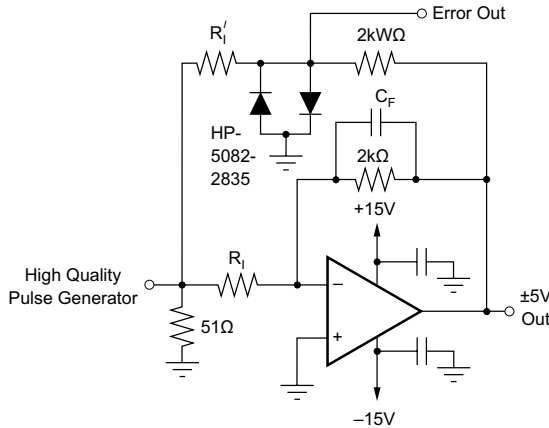 Error Out
R'I
2kWΩ
CF
HP-
5082-
2835
2kΩ
+15V
RI
High Quality
Pulse Generator
–
+
51Ω
±5V
Out
–15V